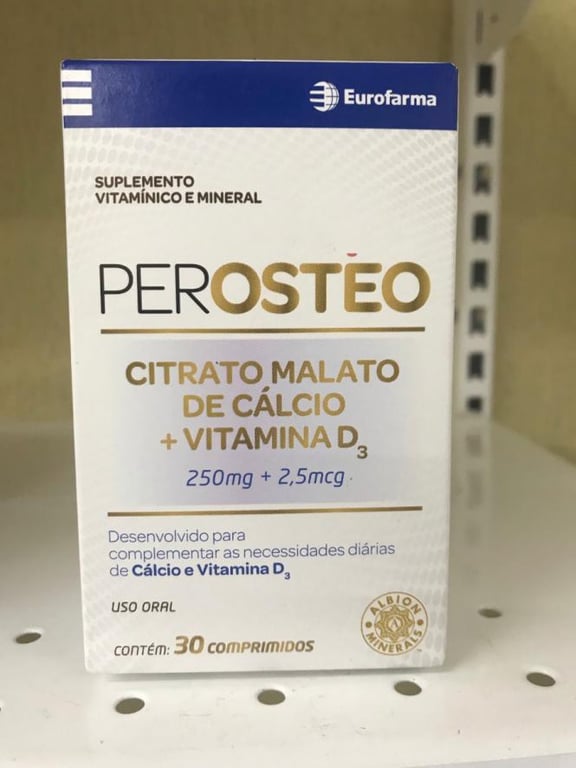 Eurofarma
SUPLEMENTO
VITAMÍNICO E MINERAL
PEROSTEO
CITRATO MALATO
DE CÁLCIO
+ VITAMINA D3
250mg + 2,5mcg
Desenvolvido para
complementar as necessidades diárias
de Cálcio e Vitamina D3
USO ORAL
CONTÉM: 30 COMPRIMIDOS
ALBION
MINERALS